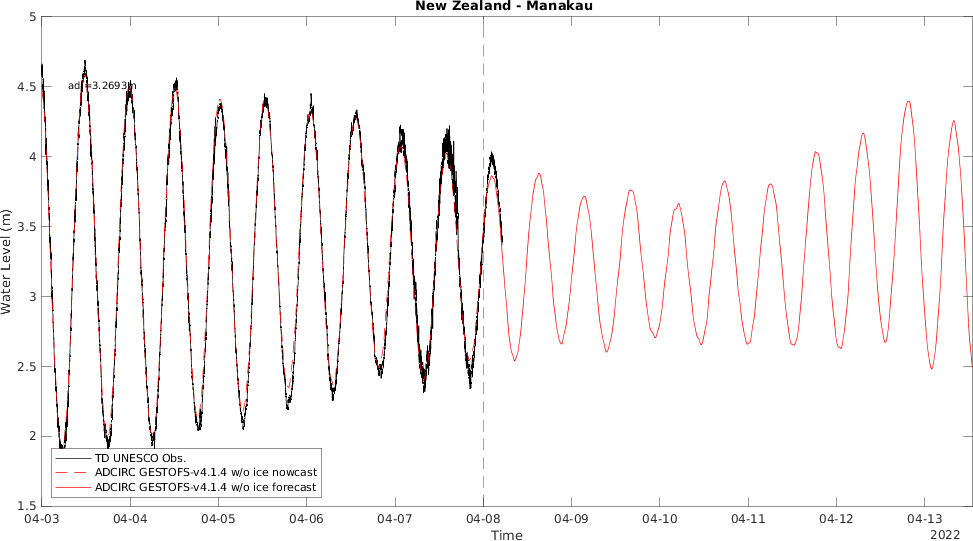 New Zealand - Manakau
5
4.5
4
3.5
3
2.5
2
1.5
Water Level (m)
adj=3.2693m
TD UNESCO Obs.
ADCIRC GESTOFS-v4.1.4 w/o ice nowcast
ADCIRC GESTOFS-v4.1.4 w/o ice forecast
04-03 04-04 04-05 04-06 04-07 04-08 04-09 04-10 04-11 04-12 04-13
Time
2022